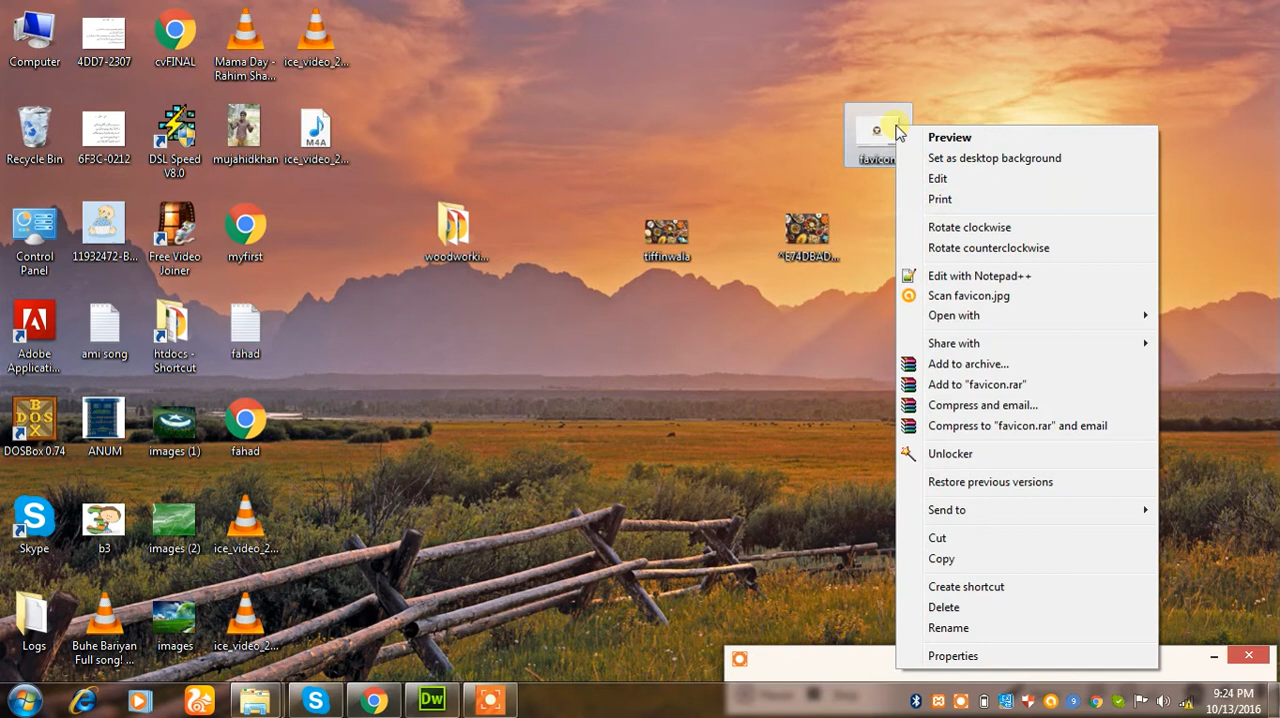 Computer
4DD7-2307
cvFINAL
Mama Day -
Rahim Sha...
ice_video_2...
Recycle Bin
6F3C-0212
DSL Speed
V8.0
mujahidkhan
M4A
ice_video_2...
Control
Panel
11932472-B...
Free Video
Joiner
myfirst
woodworki...
tiffinwala
^E74DBAD...
favicon
Adobe
Applicati...
ami song
htdocs -
Shortcut
fahad
DOS
BOX
DOSBox 0.74
ANUM
images (1)
fahad
Skype
b3
images (2)
ice_video_2...
Logs
Buhe Bariyan
Full song! ...
images
ice_video_2...
Preview
Set as desktop background
Edit
Print
Rotate clockwise
Rotate counterclockwise
Edit with Notepad++
Scan favicon.jpg
Open with
Share with
Add to archive...
Add to "favicon.rar"
Compress and email...
Compress to "favicon.rar" and email
Unlocker
Restore previous versions
Send to
Cut
Copy
Create shortcut
Delete
Rename
Properties
Dw
9:24 PM
10/13/2016